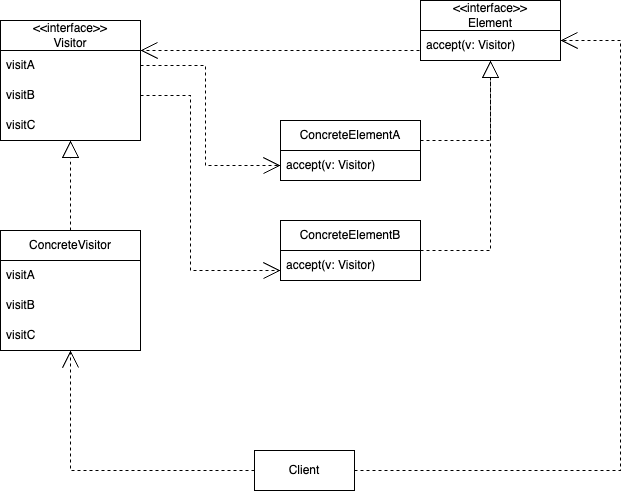 <<interface>>
Visitor
visitA
visitB
visitC
<<interface>>
Element
accept(v: Visitor)
ConcreteElementA
accept(v: Visitor)
ConcreteElementB
accept(v: Visitor)
ConcreteVisitor
visitA
visitB
visitC
Client